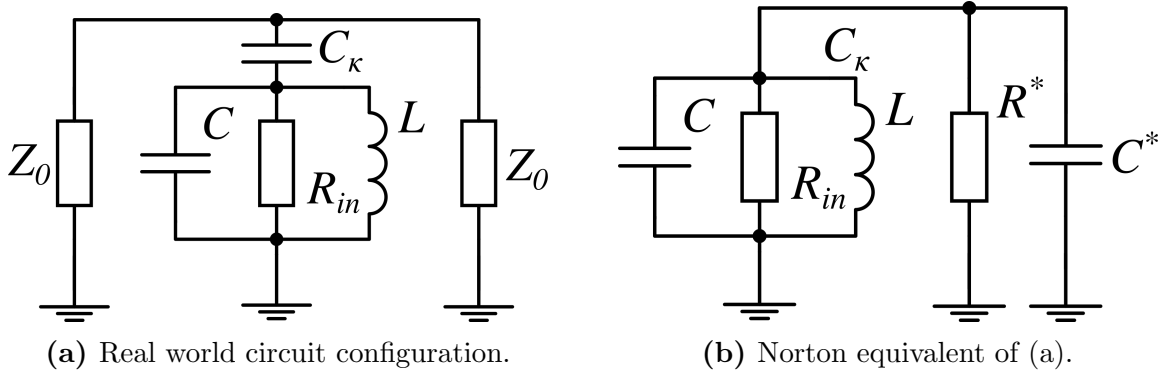 C_κ
C
L
Z_0
R_in
Z_0
(a) Real world circuit configuration.
C_κ
C
L
R*
R_in
C*
(b) Norton equivalent of (a).